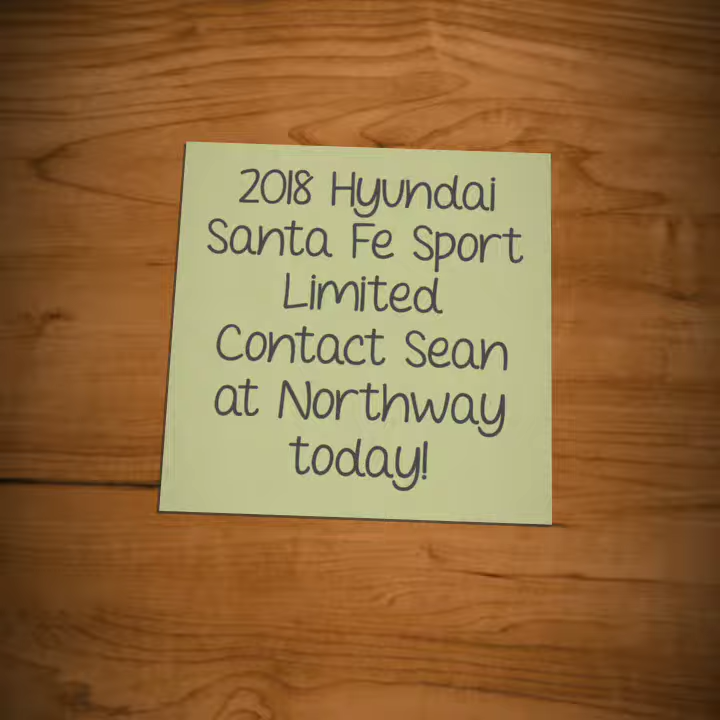 2018 Hyundai
Santa Fe Sport
Limited
Contact Sean
at Northway
today!